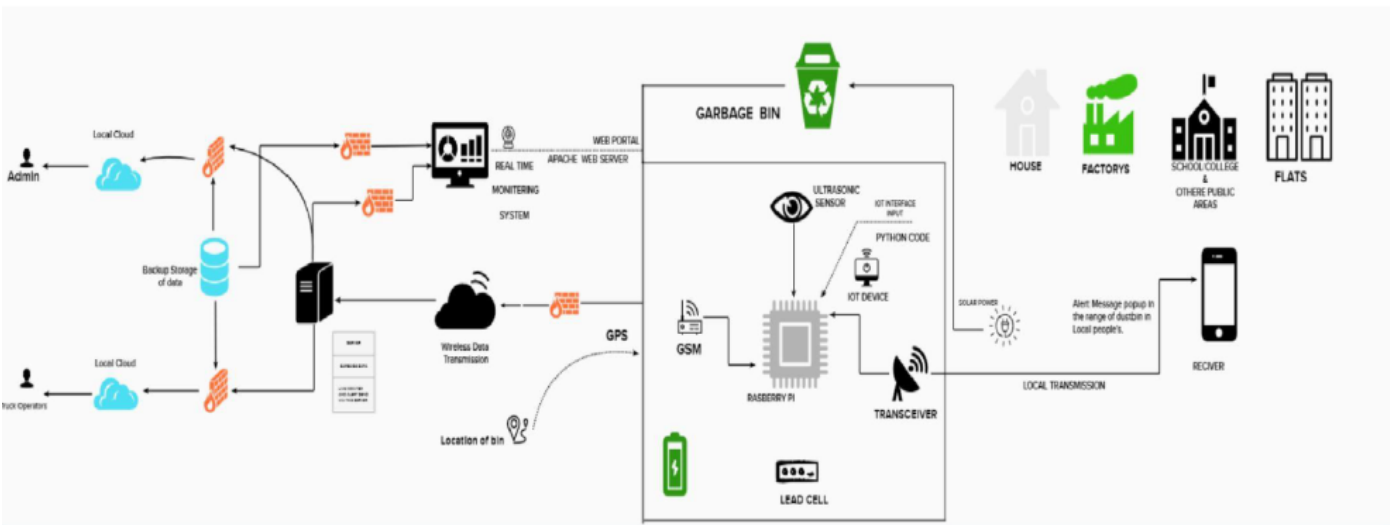 Local Cloud
Admin
Backup Storage
of data
Local Cloud
Truck Operators
WEB PORTAL
APACHE WEB SERVER
REAL TIME
MONITERING
SYSTEM
Wireless Data
Transmission
GPS
Location of bin
GARBAGE BIN
ULTRASONIC
SENSOR
IOT INTERFACE
INPUT
PYTHON CODE
IOT DEVICE
GSM
RASBERRY PI
TRANSCEIVER
LEAD CELL
SOLAR POWER
LOCAL TRANSMISSION
Alert Message popup in
the range of dustbin in
Local people's.
RECIVER
HOUSE
FACTORYS
SCHOOL/COLLEGE
&
OTHERE PUBLIC
AREAS
FLATS